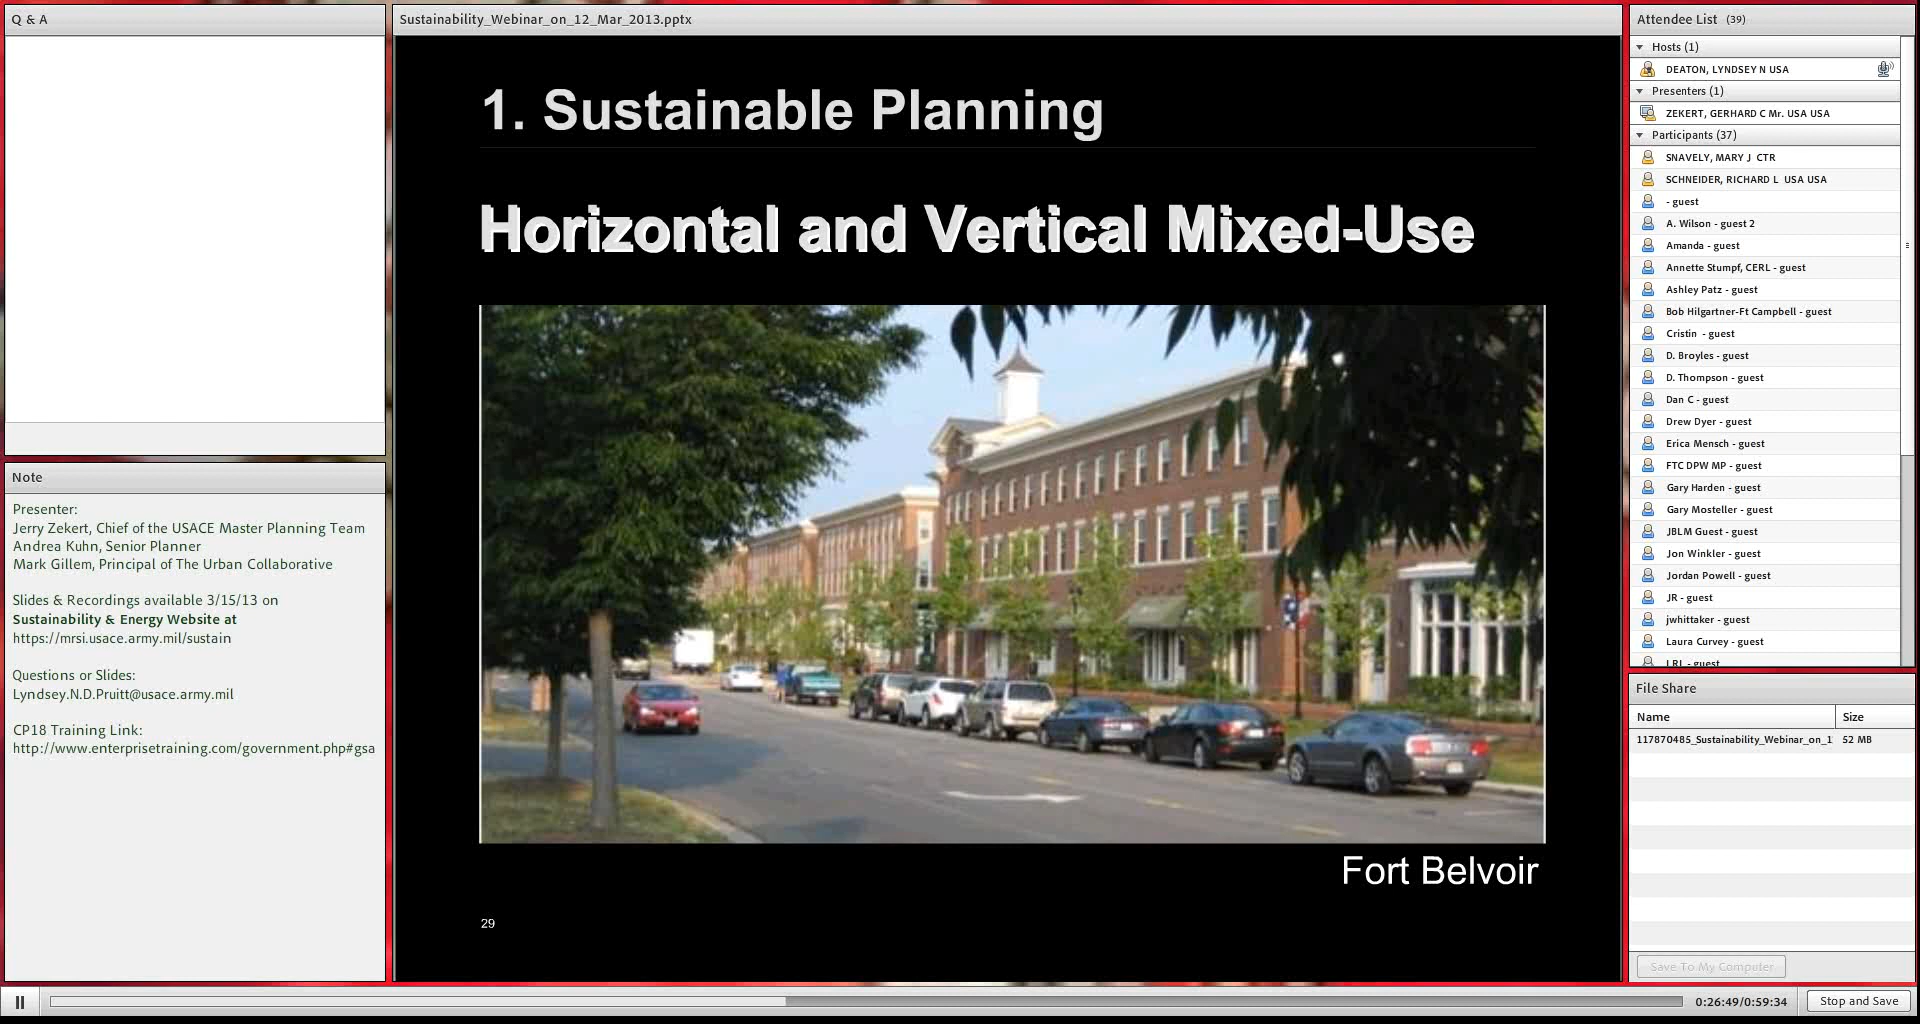 Q & A
Sustainability_Webinar_on_12_Mar_2013.pptx
1. Sustainable Planning
Horizontal and Vertical Mixed-Use
Fort Belvoir
29
Note
Presenter:
Jerry Zekert, Chief of the USACE Master Planning Team
Andrea Kuhn, Senior Planner
Mark Gillem, Principal of The Urban Collaborative
Slides & Recordings available 3/15/13 on
Sustainability & Energy Website at
https://mrsi.usace.army.mil/sustain
Questions or Slides:
Lyndsey.N.D.Pruitt@usace.army.mil
CP18 Training Link:
http://www.enterprisetraining.com/government.php#gsa
Attendee List (39)
Hosts (1)
DEATON, LYNDSEY N USA
Presenters (1)
ZEKERT, GERHARD C Mr. USA USA
Participants (37)
SNAVELY, MARY J CTR
SCHNEIDER, RICHARD L USA USA
- guest
A. Wilson - guest 2
Amanda - guest
Annette Stumpf, CERL - guest
Ashley Patz - guest
Bob Hilgartner-Ft Campbell - guest
Cristin - guest
D. Broyles - guest
D. Thompson - guest
Dan C - guest
Drew Dyer - guest
Erica Mensch - guest
FTC DPW MP - guest
Gary Harden - guest
Gary Mosteller - guest
JBLM Guest - guest
Jon Winkler - guest
Jordan Powell - guest
JR - guest
jwhittaker - guest
Laura Curvey - guest
LRL - guest
File Share
Name Size
117870485_Sustainability_Webinar_on_1 52 MB
Save To My Computer
0:26:49/0:59:34
Stop and Save